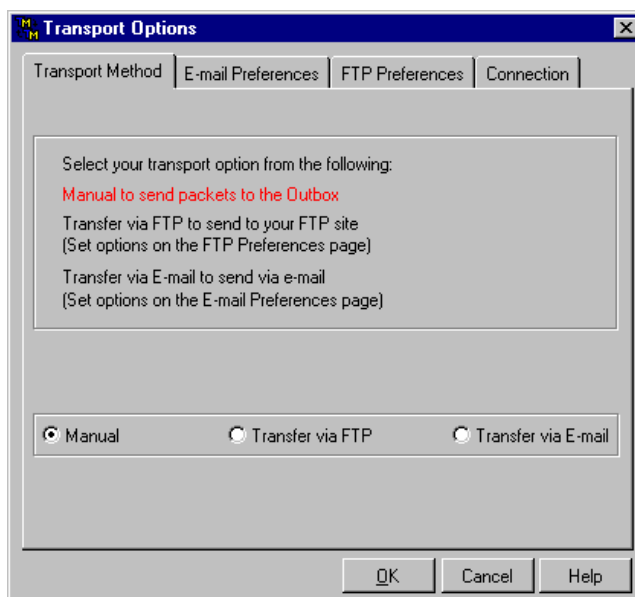 Transport Options
Transport Method
E-mail Preferences
FTP Preferences
Connection
Select your transport option from the following:
Manual to send packets to the Outbox
Transfer via FTP to send to your FTP site
(Set options on the FTP Preferences page)
Transfer via E-mail to send via e-mail
(Set options on the E-mail Preferences page)
Manual
Transfer via FTP
Transfer via E-mail
OK
Cancel
Help